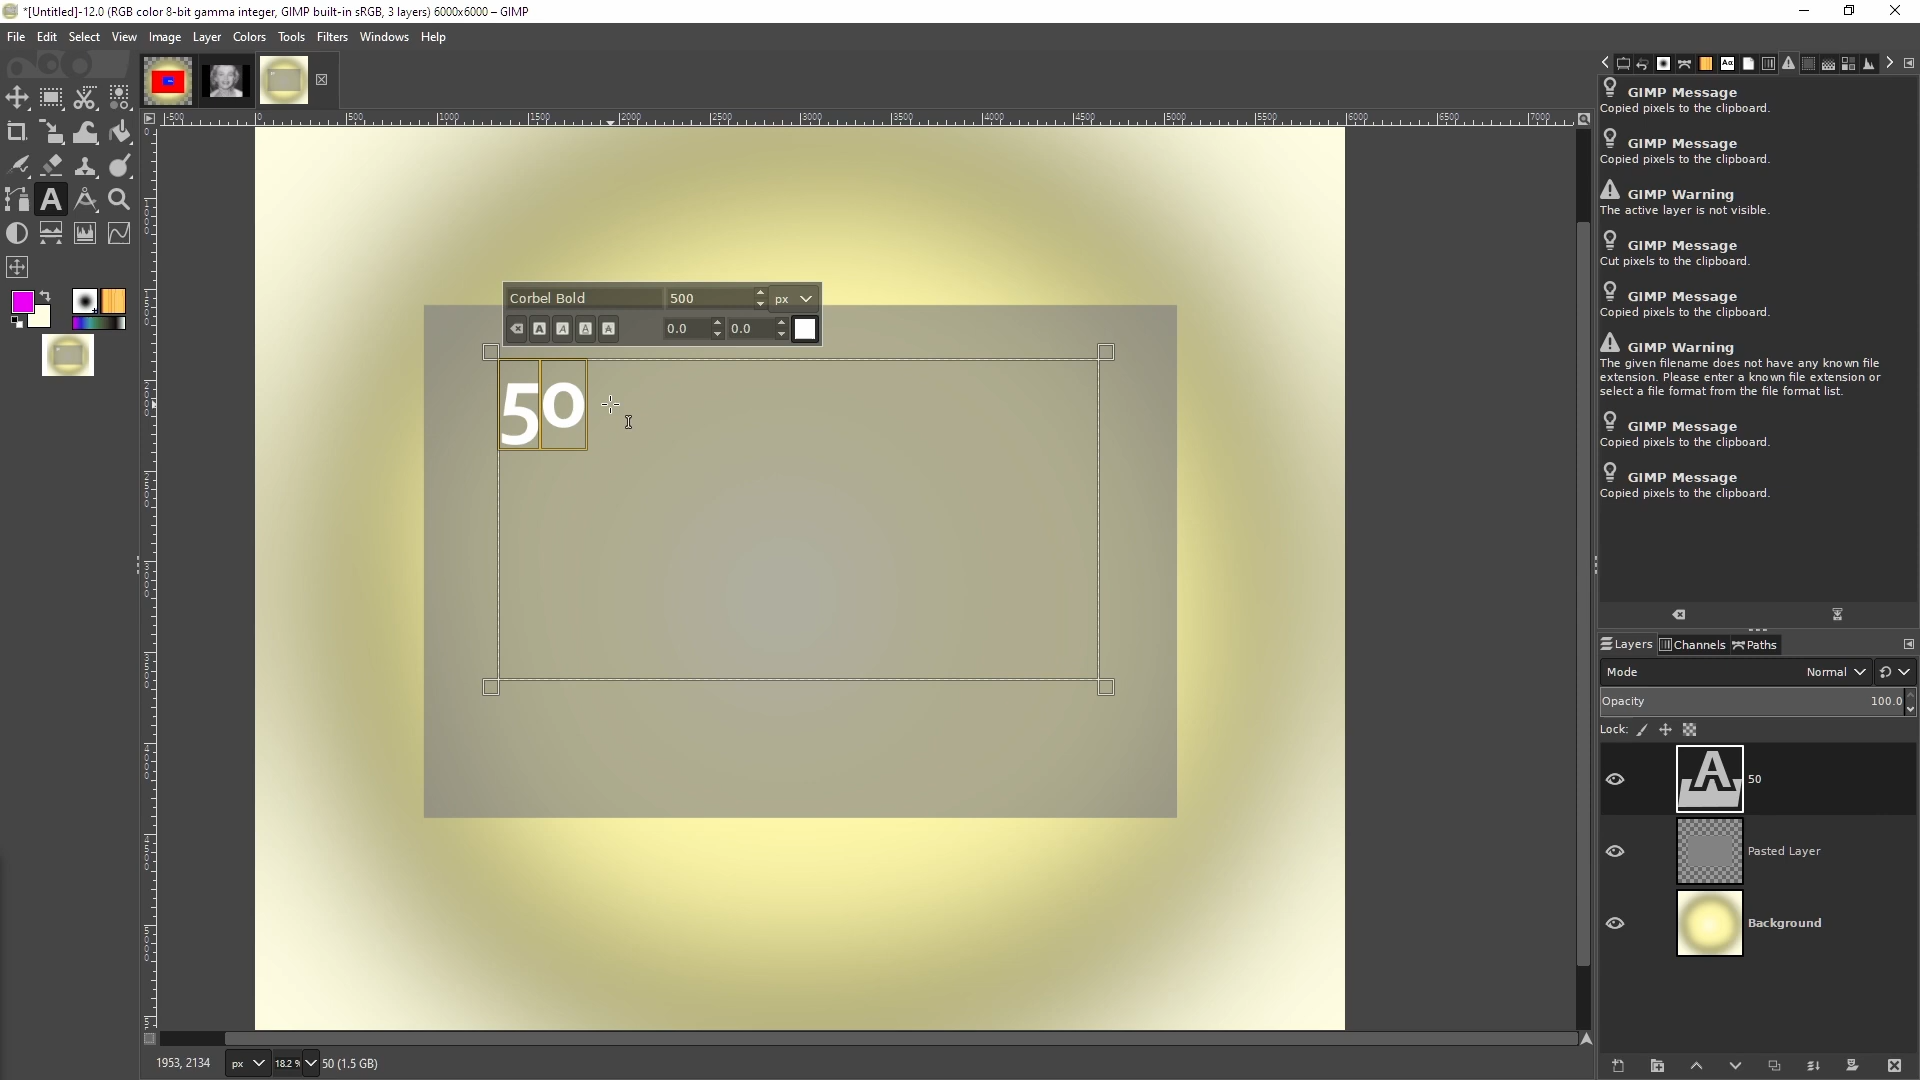 *[Untitled]-12.0 (RGB color 8-bit gamma integer, GIMP built-in sRGB, 3 layers) 6000x6000 – GIMP
File Edit Select View Image Layer Colors Tools Filters Windows Help
GIMP Message
Copied pixels to the clipboard.
GIMP Message
Copied pixels to the clipboard.
GIMP Warning
The active layer is not visible.
GIMP Message
Cut pixels to the clipboard.
GIMP Message
Copied pixels to the clipboard.
GIMP Warning
The given filename does not have any known file
extension. Please enter a known file extension or
select a file format from the file format list.
GIMP Message
Copied pixels to the clipboard.
GIMP Message
Copied pixels to the clipboard.
Corbel Bold 500 px
0.0 0.0
50
Layers Channels Paths
Mode Normal
Opacity 100.0
Lock:
50
Pasted Layer
Background
1953, 2134 px 18.2 % 50 (1.5 GB)